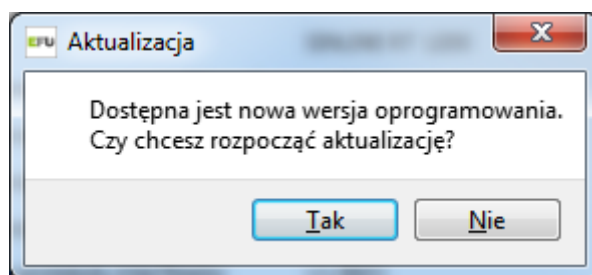 EFU Aktualizacja
Dostępna jest nowa wersja oprogramowania.
Czy chcesz rozpocząć aktualizację?
Tak Nie